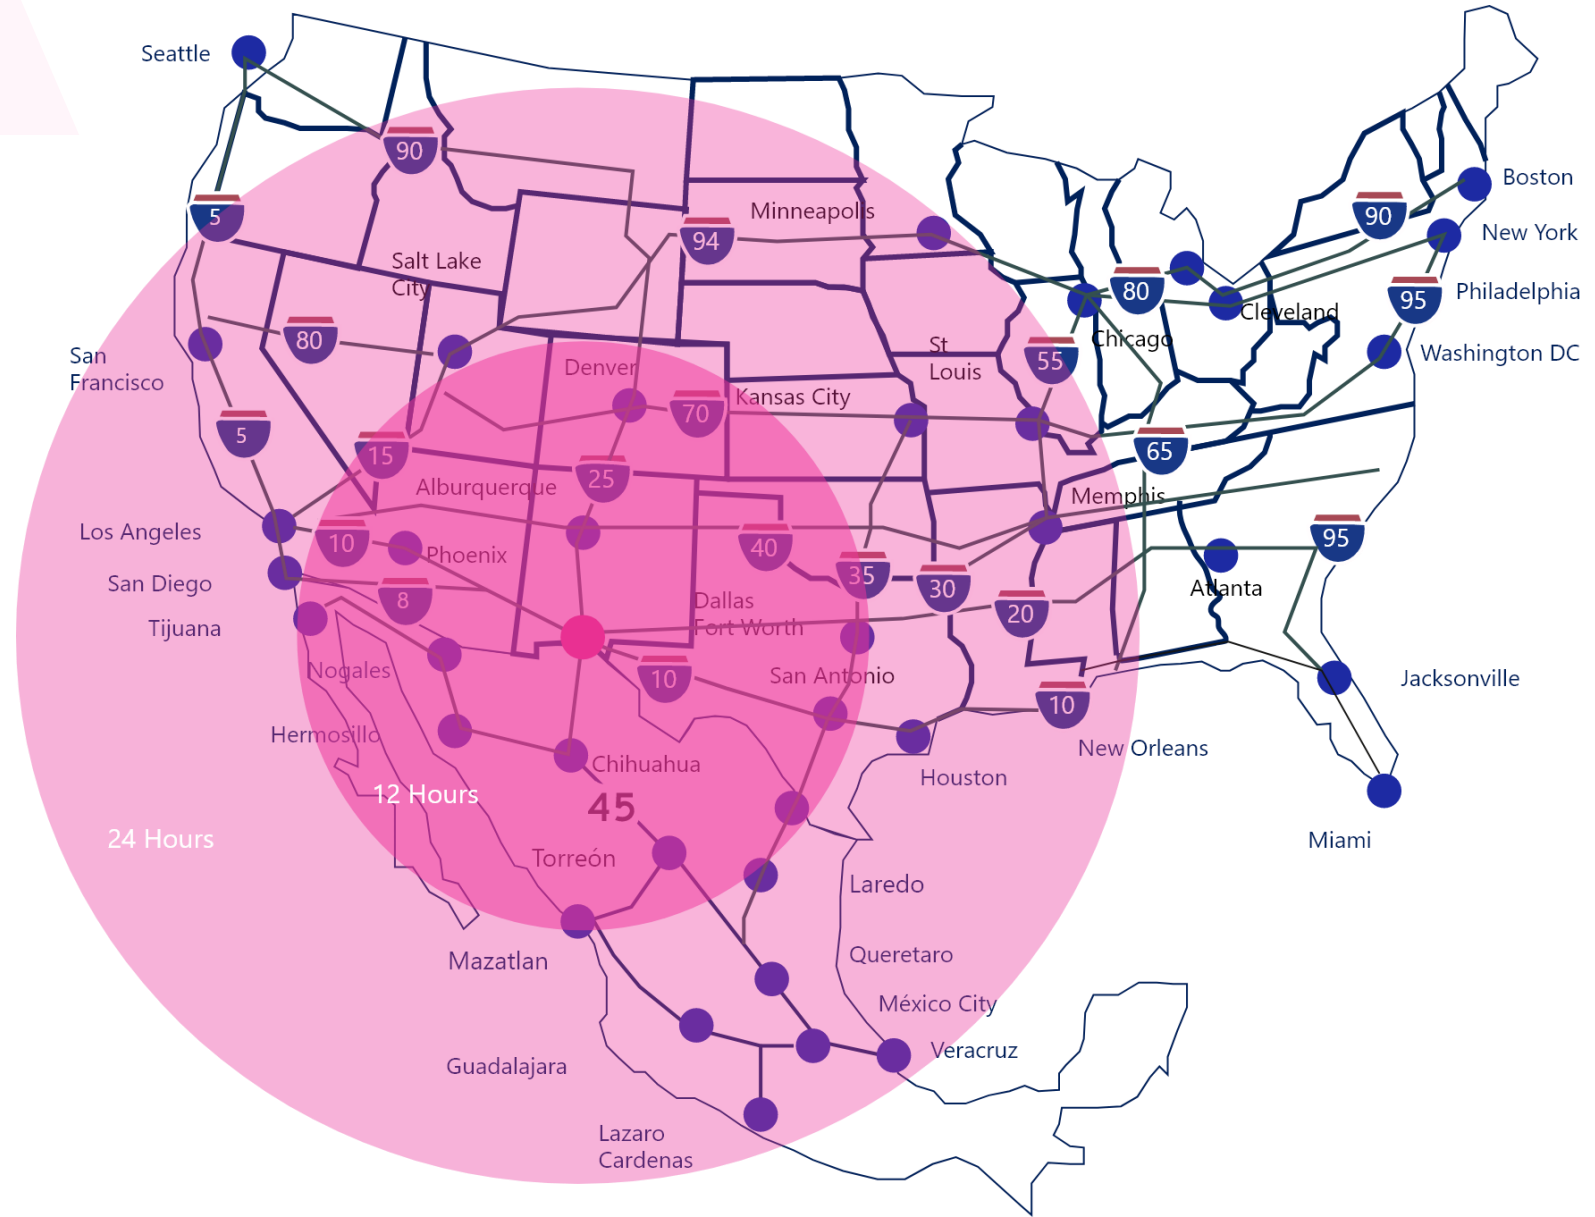 Seattle
90
5
Minneapolis
94
Salt Lake
City
80
San
Francisco
5
Denver
70
Kansas City
St
Louis
55
Chicago
80
Cleveland
90
Boston
New York
95
Philadelphia
Washington DC
15
25
Alburquerque
65
Memphis
Los Angeles
10
Phoenix
40
35
30
20
95
Atlanta
San Diego
8
Tijuana
Dallas
Fort Worth
Nogales
10
San Antonio
10
Jacksonville
Hermosillo
Chihuahua
New Orleans
Houston
12 Hours
45
24 Hours
Miami
Torreón
Laredo
Mazatlan
Queretaro
México City
Veracruz
Guadalajara
Lazaro
Cardenas